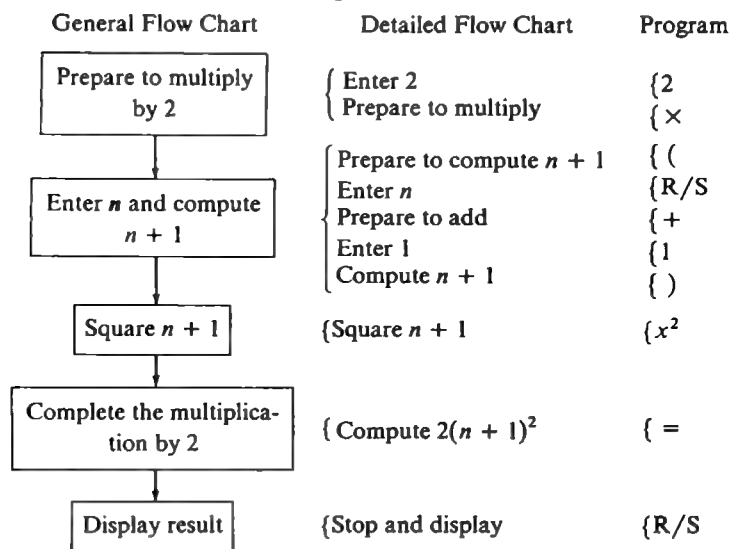 General Flow Chart Detailed Flow Chart Program
Prepare to multiply
by 2
{ Enter 2 {2
Prepare to multiply {×
Enter n and compute
n + 1
{ Prepare to compute n + 1 {(
Enter n {R/S
Prepare to add {+
Enter 1 {1
Compute n + 1 {)
Square n + 1 {Square n + 1 {x²
Complete the multiplica-
tion by 2
{Compute 2(n + 1)² {=
Display result {Stop and display {R/S